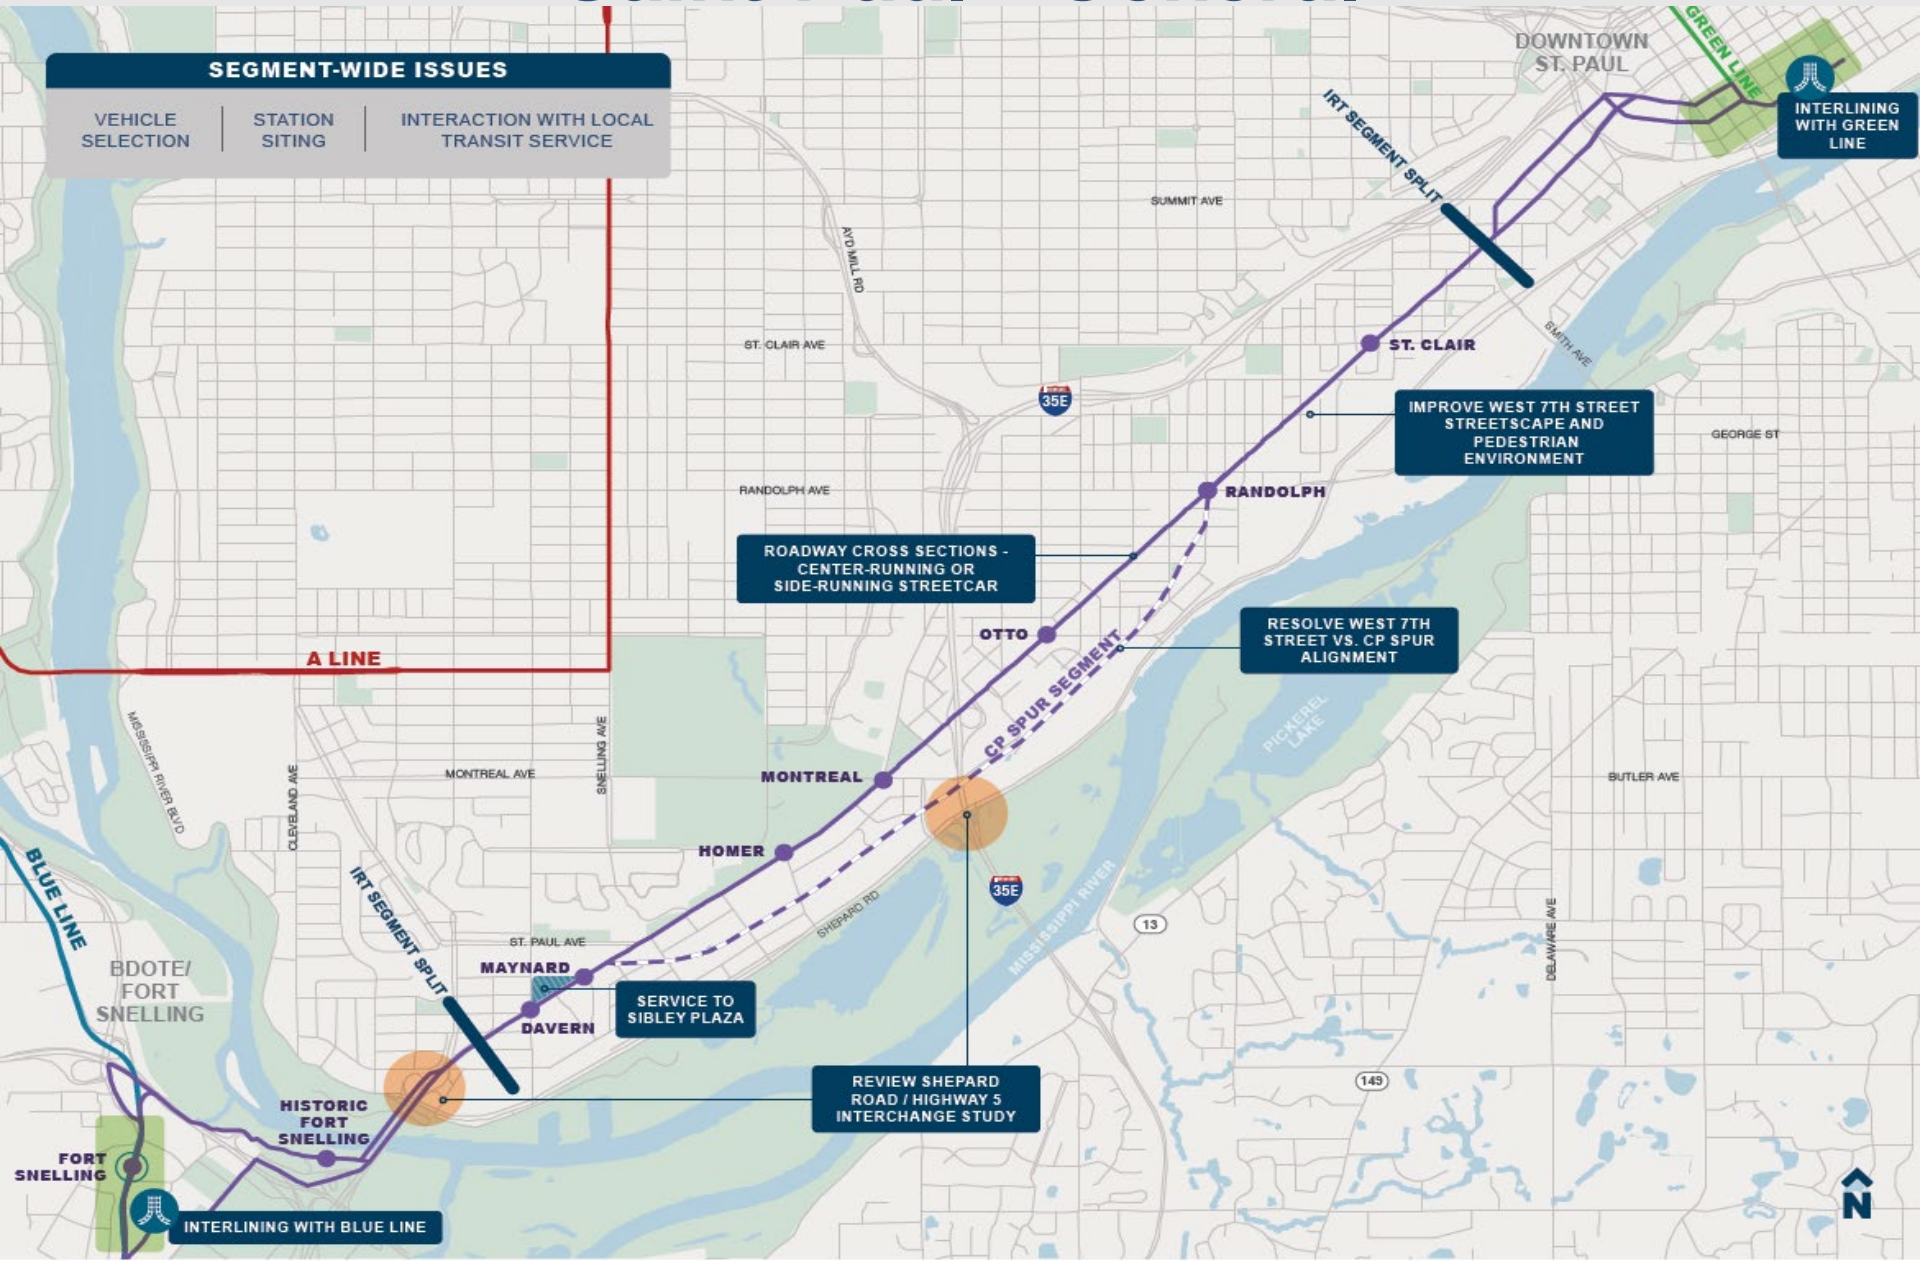 SEGMENT-WIDE ISSUES
VEHICLE
SELECTION
STATION
SITING
INTERACTION WITH LOCAL
TRANSIT SERVICE
DOWNTOWN
ST. PAUL
GREEN LINE
INTERLINING
WITH GREEN
LINE
IRT SEGMENT SPLIT
SUMMIT AVE
AYD MILL RD
ST. CLAIR AVE
ST. CLAIR
SMITH AVE
35E
IMPROVE WEST 7TH STREET
STREETSCAPE AND
PEDESTRIAN
ENVIRONMENT
GEORGE ST
RANDOLPH AVE
RANDOLPH
ROADWAY CROSS SECTIONS -
CENTER-RUNNING OR
SIDE-RUNNING STREETCAR
RESOLVE WEST 7TH
STREET VS. CP SPUR
ALIGNMENT
OTTO
CP SPUR SEGMENT
A LINE
PICKEREL
LAKE
MISSISSIPPI RIVER BLVD
CLEVELAND AVE
SNELLING AVE
MONTREAL AVE
MONTREAL
BUTLER AVE
HOMER
BLUE LINE
IRT SEGMENT SPLIT
SHEPARD RD
35E
MISSISSIPPI RIVER
13
DELAWARE AVE
ST. PAUL AVE
MAYNARD
BDOTE/
FORT
SNELLING
SERVICE TO
SIBLEY PLAZA
DAVERN
REVIEW SHEPARD
ROAD / HIGHWAY 5
INTERCHANGE STUDY
149
HISTORIC
FORT
SNELLING
FORT
SNELLING
INTERLINING WITH BLUE LINE
N